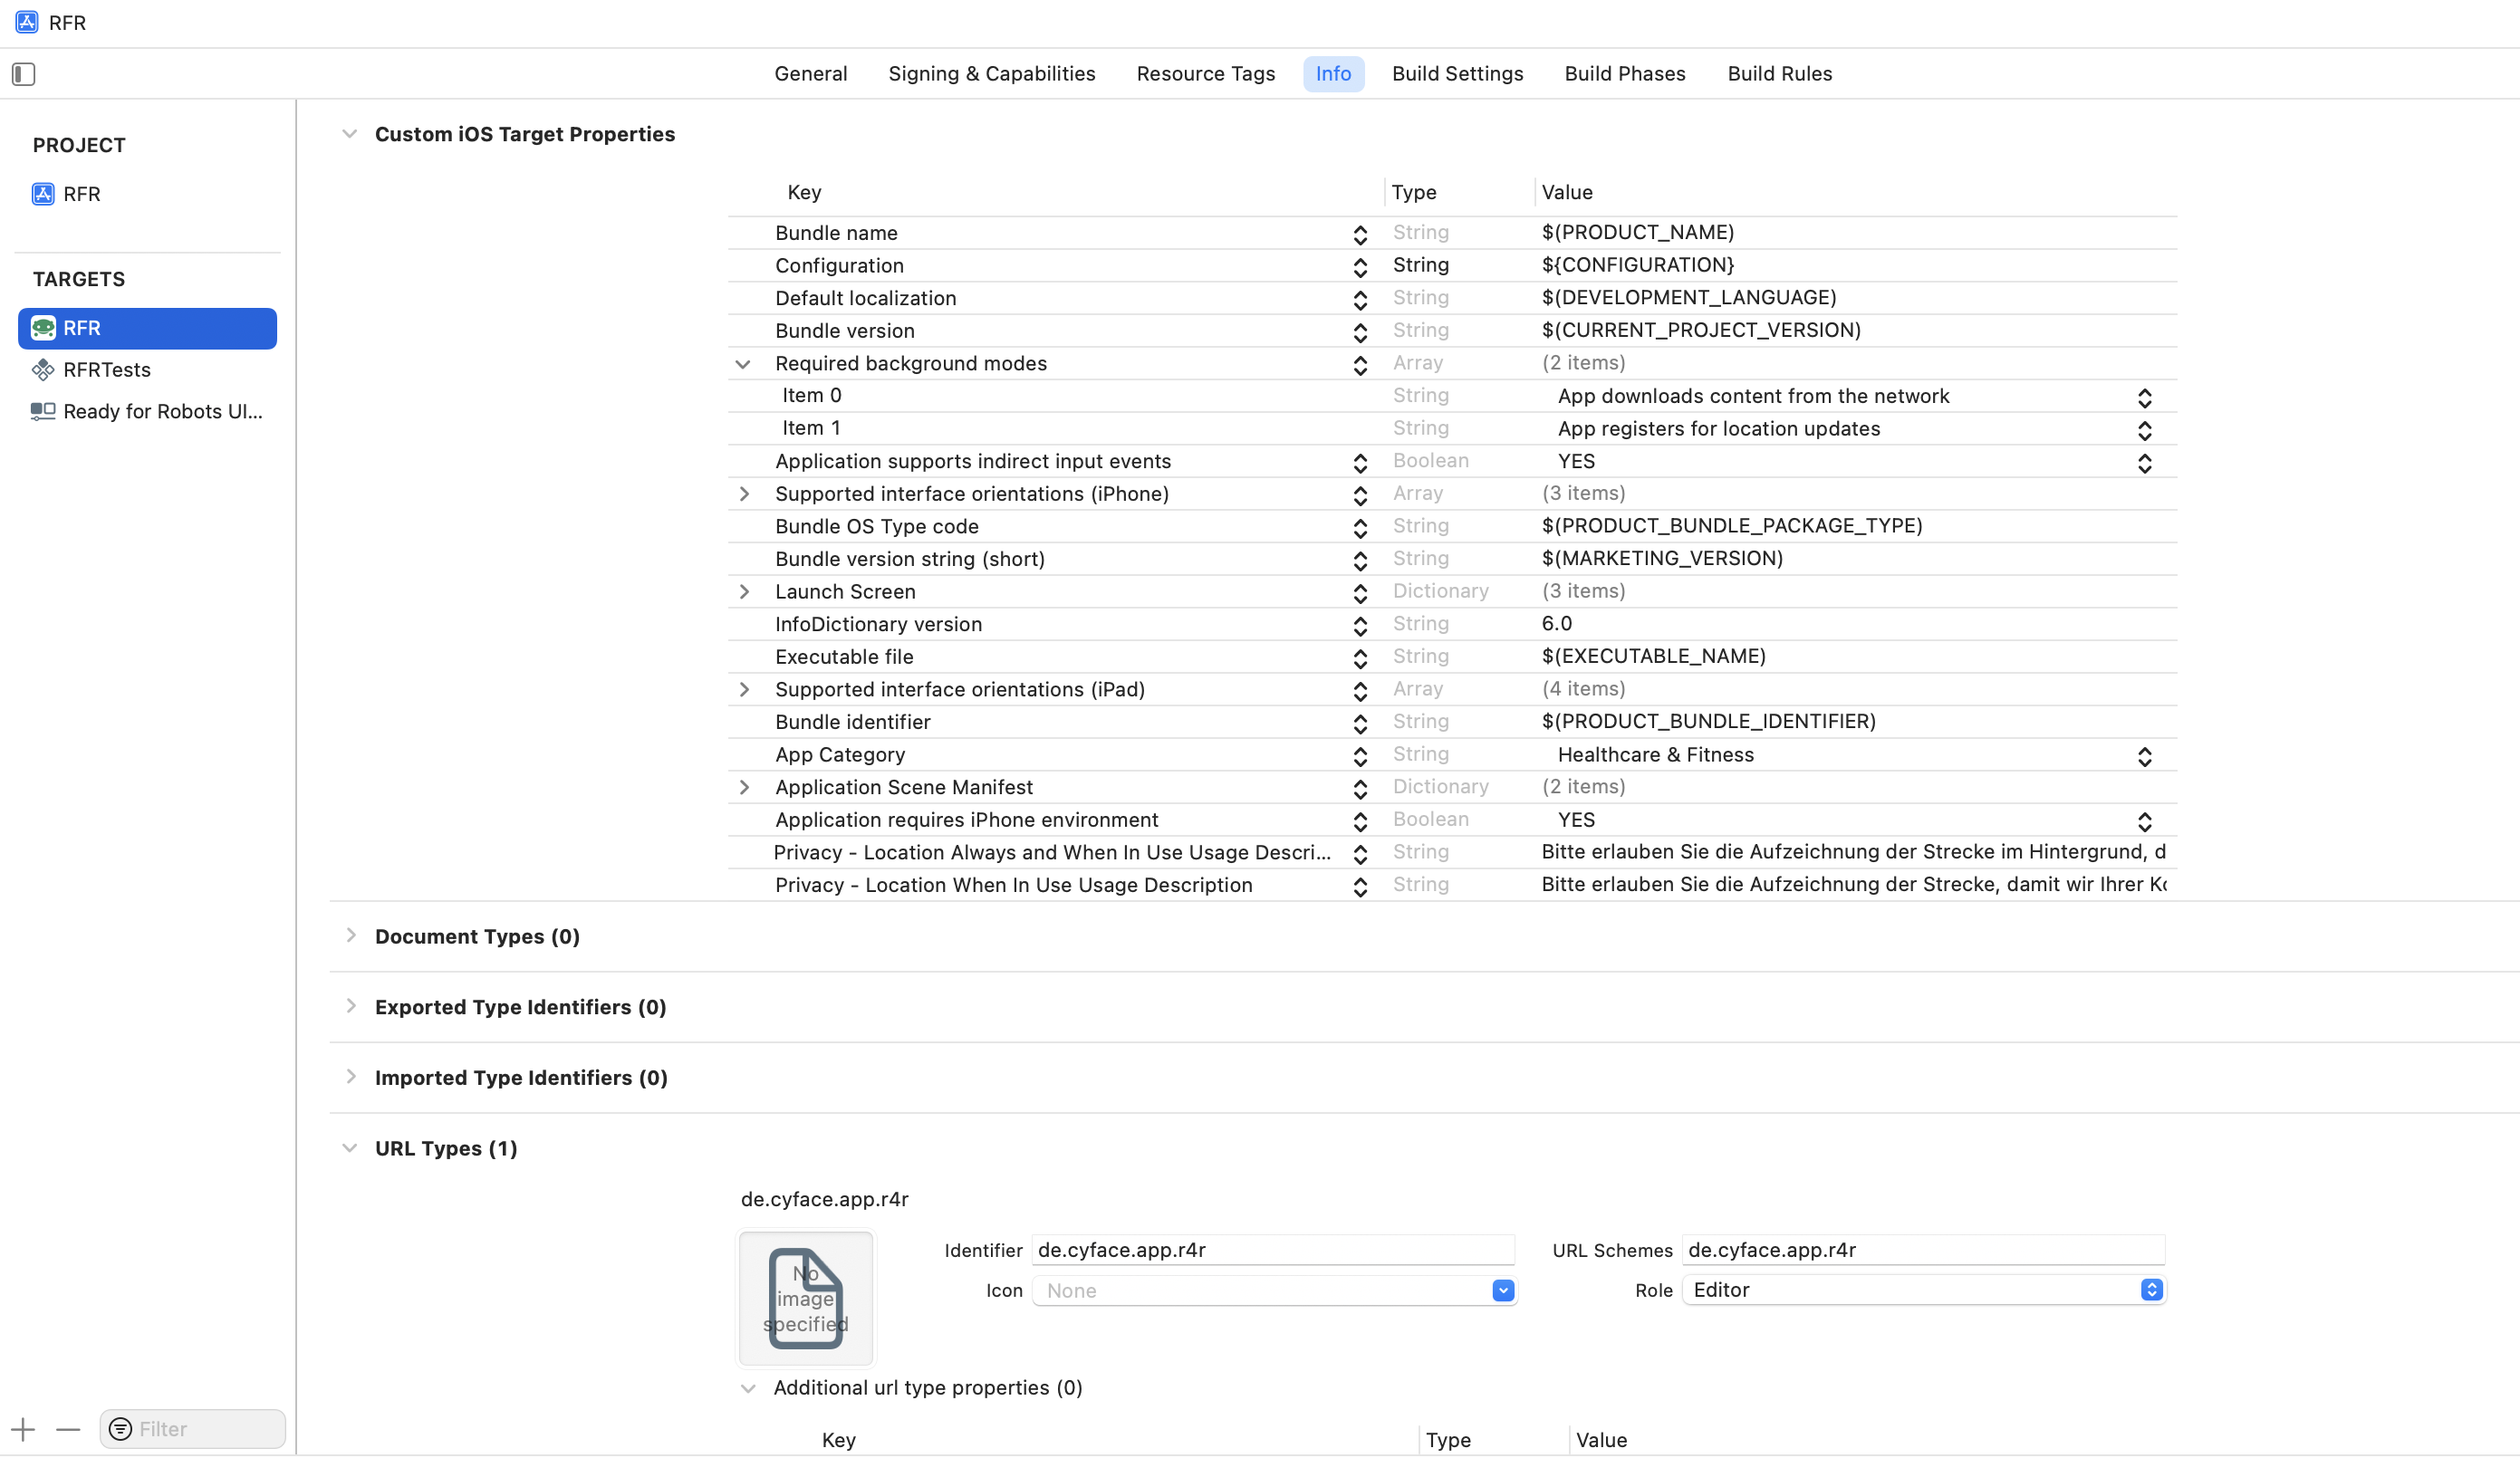 RFR
General Signing & Capabilities Resource Tags Info Build Settings Build Phases Build Rules
PROJECT
RFR
TARGETS
RFR
RFRTests
Ready for Robots UI...
Custom iOS Target Properties
Key Type Value
Bundle name String $(PRODUCT_NAME)
Configuration String ${CONFIGURATION}
Default localization String $(DEVELOPMENT_LANGUAGE)
Bundle version String $(CURRENT_PROJECT_VERSION)
Required background modes Array (2 items)
Item 0 String App downloads content from the network
Item 1 String App registers for location updates
Application supports indirect input events Boolean YES
Supported interface orientations (iPhone) Array (3 items)
Bundle OS Type code String $(PRODUCT_BUNDLE_PACKAGE_TYPE)
Bundle version string (short) String $(MARKETING_VERSION)
Launch Screen Dictionary (3 items)
InfoDictionary version String 6.0
Executable file String $(EXECUTABLE_NAME)
Supported interface orientations (iPad) Array (4 items)
Bundle identifier String $(PRODUCT_BUNDLE_IDENTIFIER)
App Category String Healthcare & Fitness
Application Scene Manifest Dictionary (2 items)
Application requires iPhone environment Boolean YES
Privacy - Location Always and When In Use Usage Descri... String Bitte erlauben Sie die Aufzeichnung der Strecke im Hintergrund, d
Privacy - Location When In Use Usage Description String Bitte erlauben Sie die Aufzeichnung der Strecke, damit wir Ihrer
Document Types (0)
Exported Type Identifiers (0)
Imported Type Identifiers (0)
URL Types (1)
de.cyface.app.r4r
No
image
specified
Identifier de.cyface.app.r4r URL Schemes de.cyface.app.r4r
Icon None Role Editor
Additional url type properties (0)
Key Type Value
Filter